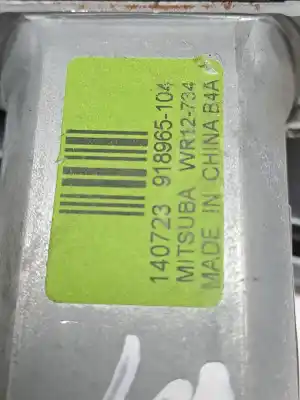 140723 918965-104
MITSUBA WR12-734
MADE IN CHINA B4A